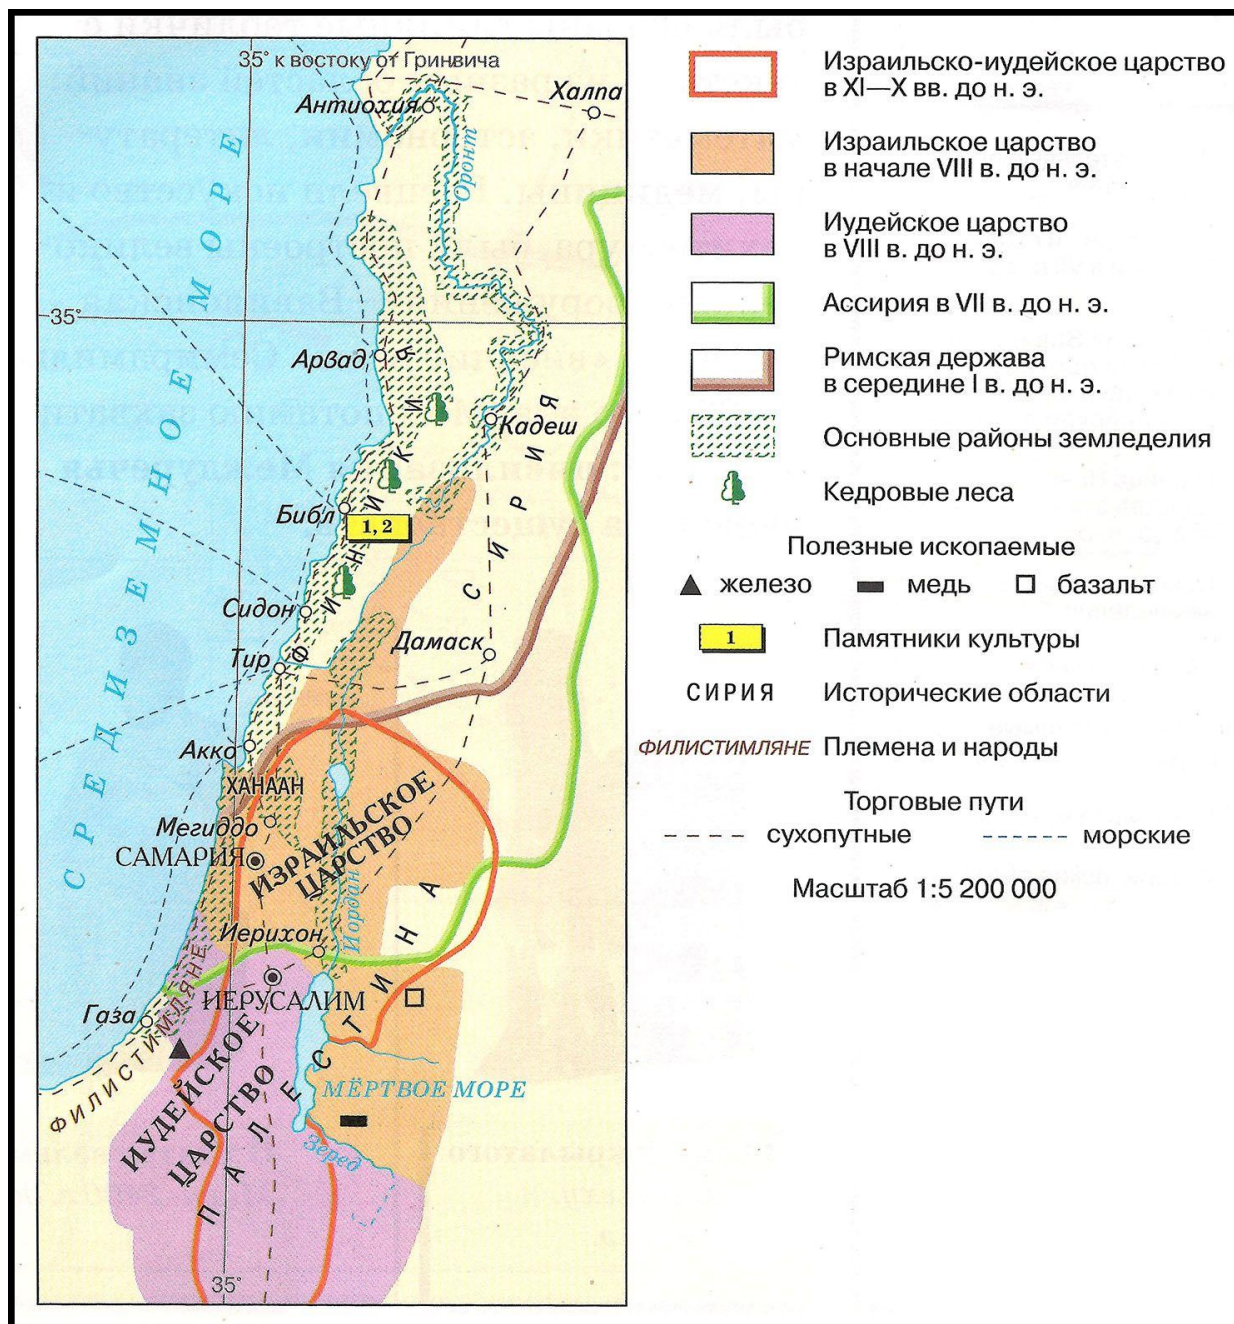 35° к востоку от Гринвича
Антиохия
Халпа
Оронт
СРЕДИЗЕМНОЕ МОРЕ
35°
Арвад
Кадеш
ФИНИКИЯ
СИРИЯ
Библ
1, 2
Сидон
Дамаск
Тир
Акко
ХАНААН
Мегиддо
САМАРИЯ
ИЗРАИЛЬСКОЕ
ЦАРСТВО
Иордан
Иерихон
ИЕРУСАЛИМ
Газа
ФИЛИСТИМЛЯНЕ
ИУДЕЙСКОЕ
ЦАРСТВО
ПАЛЕСТИНА
МЁРТВОЕ МОРЕ
Зеред
35°
Израильско-иудейское царство
в XI—X вв. до н. э.
Израильское царство
в начале VIII в. до н. э.
Иудейское царство
в VIII в. до н. э.
Ассирия в VII в. до н. э.
Римская держава
в середине I в. до н. э.
Основные районы земледелия
Кедровые леса
Полезные ископаемые
железо медь базальт
1 Памятники культуры
СИРИЯ Исторические области
ФИЛИСТИМЛЯНЕ Племена и народы
Торговые пути
сухопутные морские
Масштаб 1:5 200 000